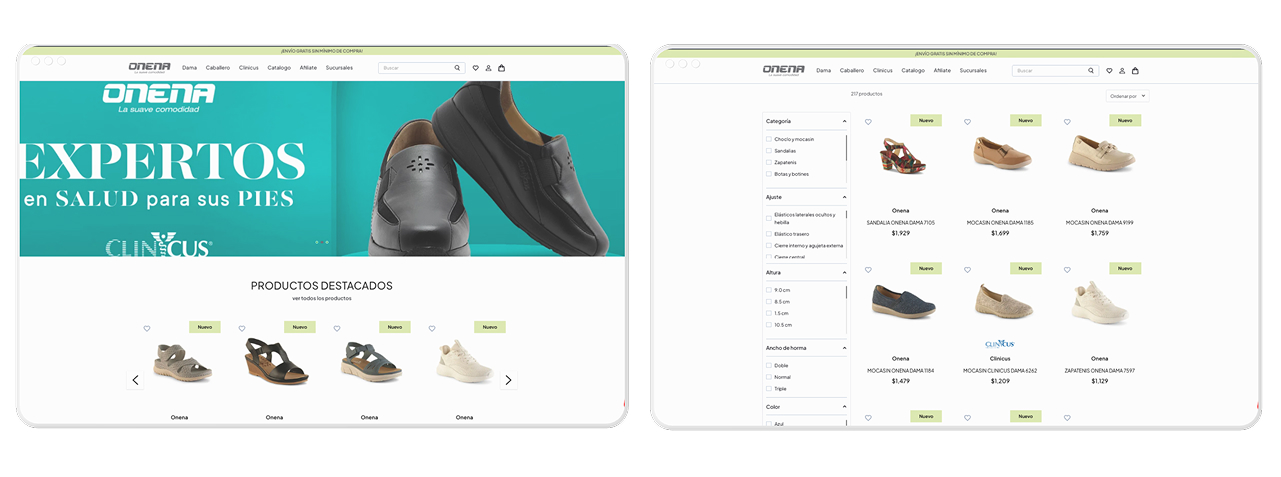 ¡ENVÍO GRATIS SIN MÍNIMO DE COMPRA!
ONENA
La suave comodidad
Dama Caballero Clinicus Catalogo Afiliate Sucursales
Buscar
ONENA
La suave comodidad
EXPERTOS
en SALUD para sus PIES
CLINICUS®
PRODUCTOS DESTACADOS
ver todos los productos
Nuevo Nuevo Nuevo Nuevo
Onena Onena Onena Onena
¡ENVÍO GRATIS SIN MÍNIMO DE COMPRA!
ONENA
La suave comodidad
Dama Caballero Clinicus Catalogo Afiliate Sucursales
Buscar
217 productos
Ordenar por
Categoría
Choclo y mocasin
Sandalias
Zapatenis
Botas y botines
Ajuste
Elásticos laterales ocultos y
hebilla
Elástico trasero
Cierre interno y agujeta externa
Cierre central
Altura
9.0 cm
8.5 cm
1.5 cm
10.5 cm
Ancho de horma
Doble
Normal
Triple
Color
Azul
Nuevo Nuevo Nuevo
Onena Onena Onena
SANDALIA ONENA DAMA 7105 MOCASIN ONENA DAMA 1185 MOCASIN ONENA DAMA 9199
$1,929 $1,699 $1,759
Nuevo Nuevo Nuevo
CLINICUS
Onena Clinicus Onena
MOCASIN ONENA DAMA 1184 MOCASIN CLINICUS DAMA 6262 ZAPATENIS ONENA DAMA 7597
$1,479 $1,209 $1,129
Nuevo Nuevo Nuevo